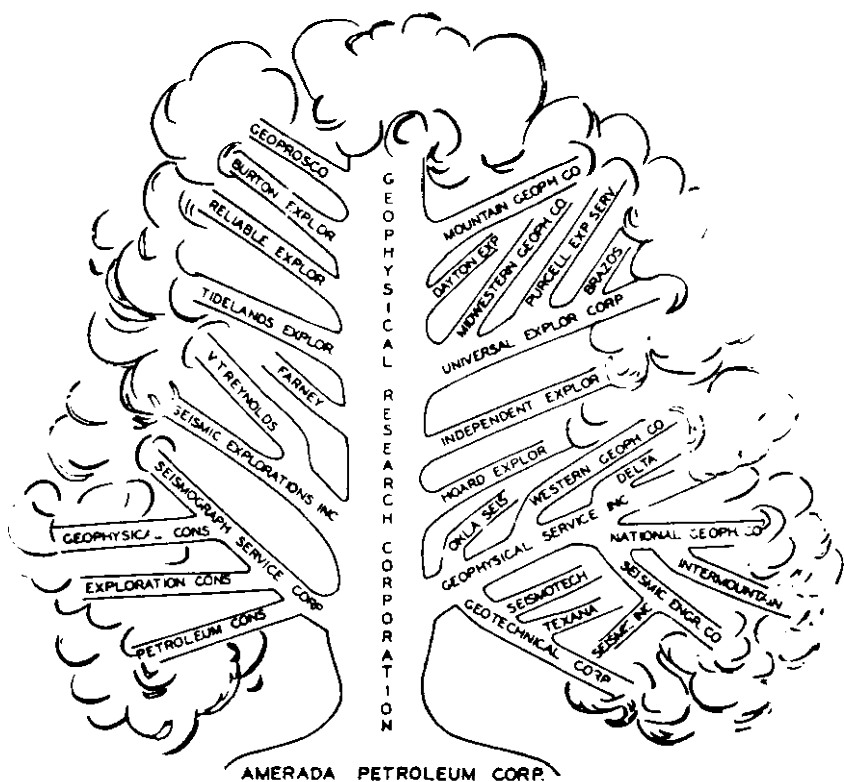 GEOPROSCO
BURTON EXPLOR
RELIABLE EXPLOR
TIDELANDS EXPLOR
V.T.REYNOLDS
FARNEY
SEISMIC EXPLORATIONS INC
SEISMOGRAPH SERVICE CORP
GEOPHYSICAL CONS
EXPLORATION CONS
PETROLEUM CONS
GEOPHYSICAL RESEARCH CORPORATION
MOUNTAIN GEOPH CO
DAYTON EXP
MIDWESTERN GEOPH CO
PURCELL EXP SERV
BRAZOS
UNIVERSAL EXPLOR CORP
INDEPENDENT EXPLOR
HOARD EXPLOR
OKLA SEIS
WESTERN GEOPH CO
DELTA
GEOPHYSICAL SERVICE INC
NATIONAL GEOPH CO
INTERMOUNTAIN
SEISMIC ENGR CO
SEISMIC INC
SEISMOTECH
TEXANA
GEOTECHNICAL CORP
AMERADA PETROLEUM CORP.